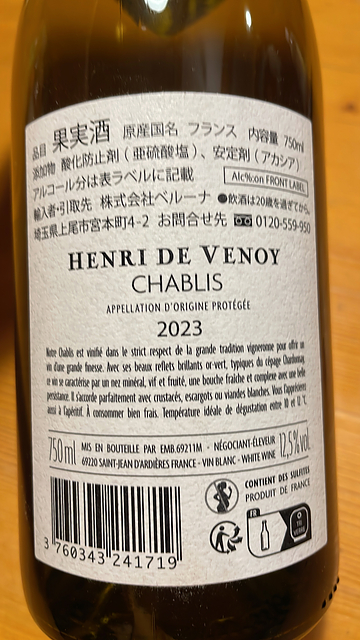 品目 果実酒 原産国名 フランス 内容量 750ml
添加物 酸化防止剤(亜硫酸塩)、安定剤(アカシア)
アルコール分は表ラベルに記載 Alc%:on FRONT LABEL
輸入者・引取先 株式会社ベルーナ ●飲酒は20歳を過ぎてから。
埼玉県上尾市宮本町4-2 お問合せ先 0120-559-950
HENRI DE VENOY
CHABLIS
APPELLATION D'ORIGINE PROTÉGÉE
2023
Notre Chablis est vinifié dans le strict respect de la grande tradition vigneronne pour offrir un
vin d'une grande finesse. Avec ses beaux reflets brillants or-vert, typiques du cépage Chardonnay,
ce vin se caractérise par un nez minéral, vif et fruité, une bouche fraîche et complexe avec une belle
persistance. Il s'accorde parfaitement avec crustacés, escargots ou viandes blanches. Vous l'apprécierez
aussi à l'apéritif. À consommer bien frais. Température idéale de dégustation entre 10 et 12 °C.
750 ml MIS EN BOUTEILLE PAR EMB.69211M - NÉGOCIANT-ÉLEVEUR 12,5% vol.
69220 SAINT-JEAN D'ARDIÈRES FRANCE - VIN BLANC - WHITE WINE
CONTIENT DES SULFITES
PRODUIT DE FRANCE
FR
3 760343 241719